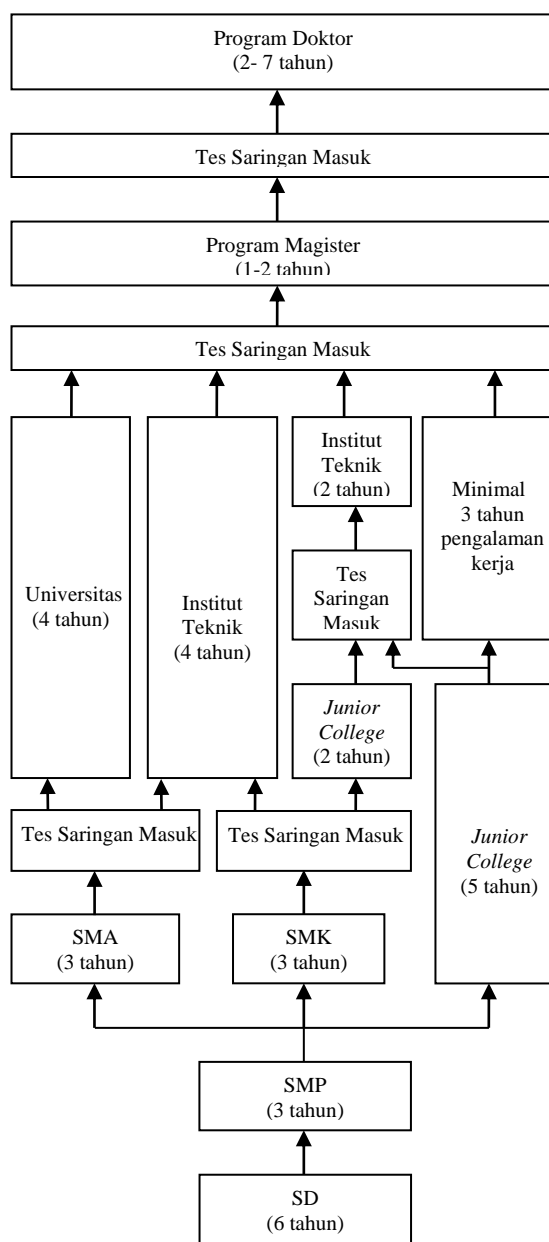 Program Doktor
(2- 7 tahun)
Tes Saringan Masuk
Program Magister
(1-2 tahun)
Tes Saringan Masuk
Universitas
(4 tahun)
Institut
Teknik
(4 tahun)
Institut
Teknik
(2 tahun)
Minimal
3 tahun
pengalaman
kerja
Tes
Saringan
Masuk
Junior
College
(2 tahun)
Tes Saringan Masuk
Tes Saringan Masuk
Junior
College
(5 tahun)
SMA
(3 tahun)
SMK
(3 tahun)
SMP
(3 tahun)
SD
(6 tahun)